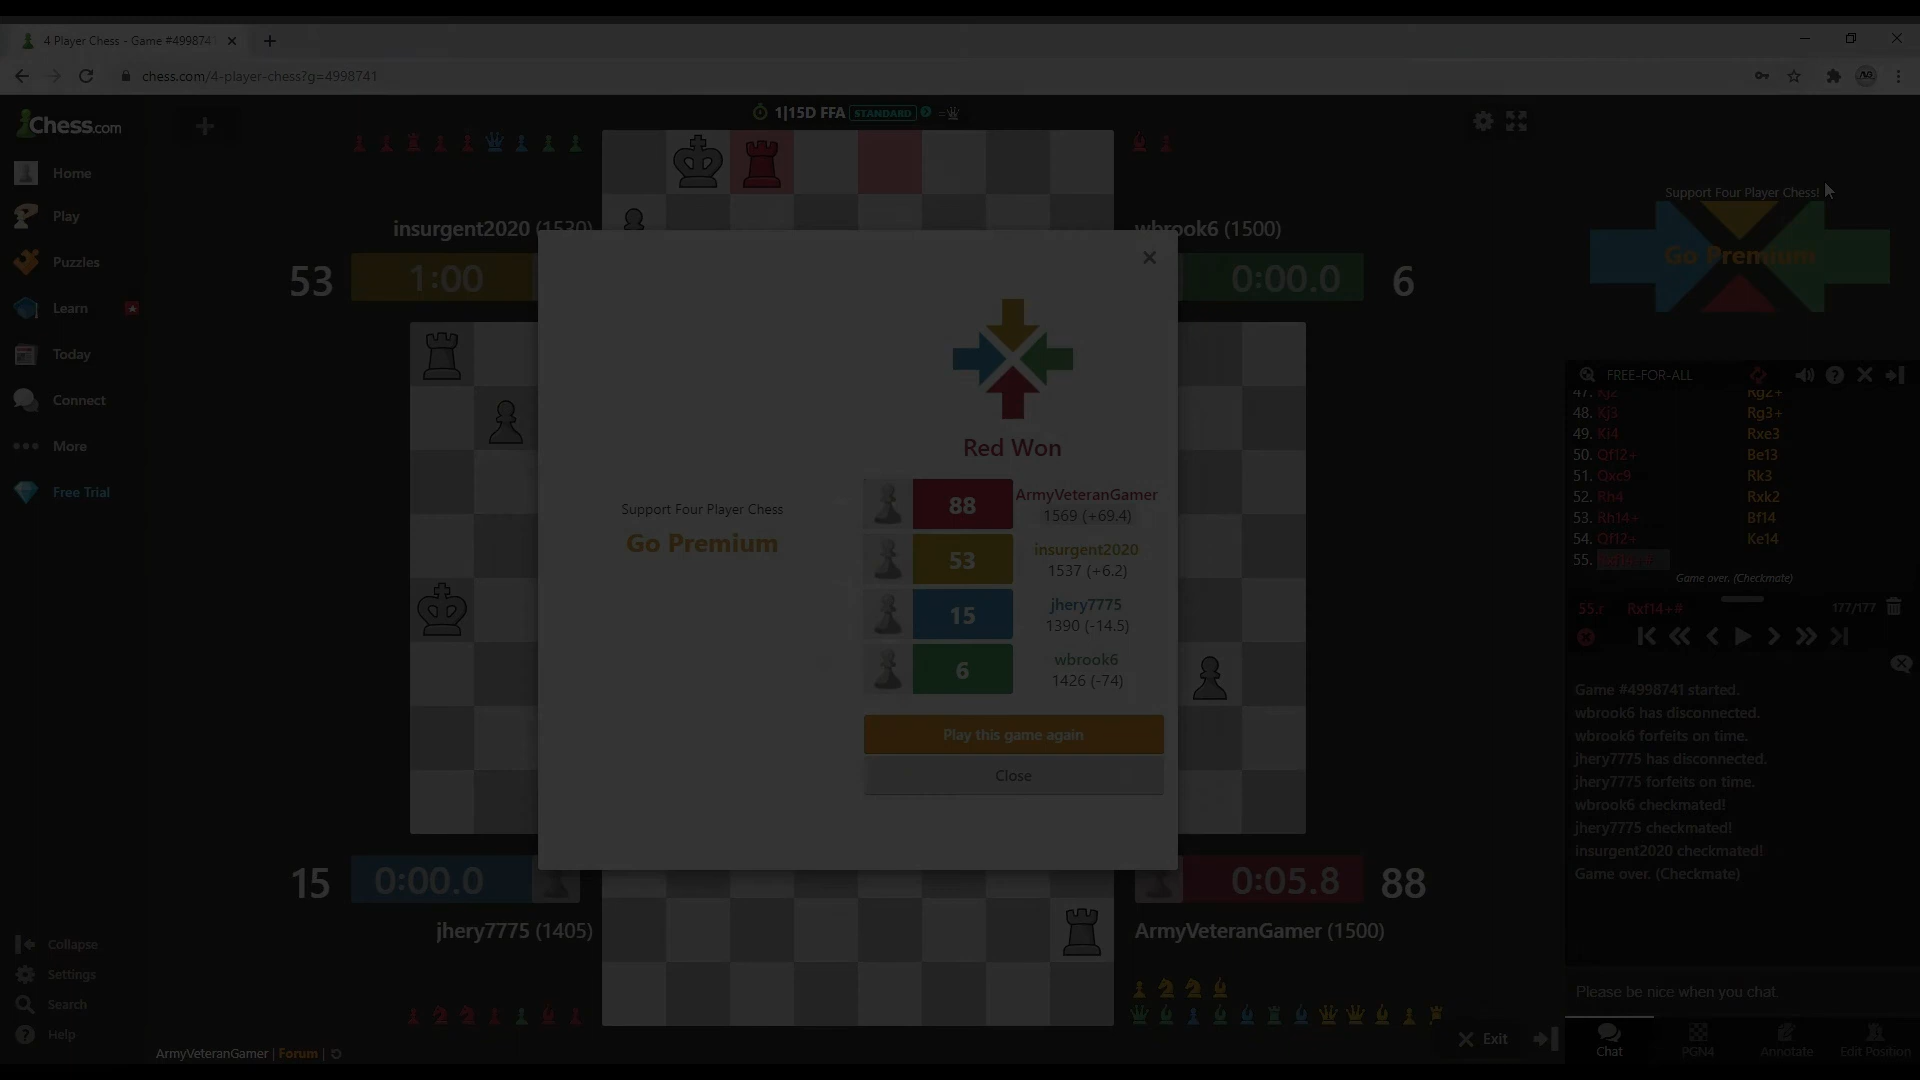 4 Player Chess - Game #499874
chess.com/4-player-chess?g=4998741
Chess.com
Home
Play
Puzzles
Learn
Today
Connect
More
Free Trial
Collapse
Settings
Search
Help
1|15D FFA STANDARD
insurgent2020 (1530)
53
1:00
wbrook6 (1500)
0:00.0
6
Support Four Player Chess
Go Premium
Red Won
88 ArmyVeteranGamer
1569 (+69.4)
53 insurgent2020
1537 (+6.2)
15 jhery7775
1390 (-14.5)
6 wbrook6
1426 (-74)
Play this game again
Close
15
0:00.0
jhery7775 (1405)
0:05.8
88
ArmyVeteranGamer (1500)
ArmyVeteranGamer | Forum |
Exit
Support Four Player Chess!
Go Premium
FREE-FOR-ALL
47. Kj2 Rg2+
48. Kj3 Rg3+
49. Ki4 Rxe3
50. Qf12+ Be13
51. Qxc9 Rk3
52. Rh4 Rxk2
53. Rh14+ Bf14
54. Qf12+ Ke14
55.
Game over. (Checkmate)
55.r Rxf14+# 177/177
Game #4998741 started.
wbrook6 has disconnected.
wbrook6 forfeits on time.
jhery7775 has disconnected.
jhery7775 forfeits on time.
wbrook6 checkmated!
jhery7775 checkmated!
insurgent2020 checkmated!
Game over. (Checkmate)
Please be nice when you chat.
Chat
PGN4
Annotate
Edit Position